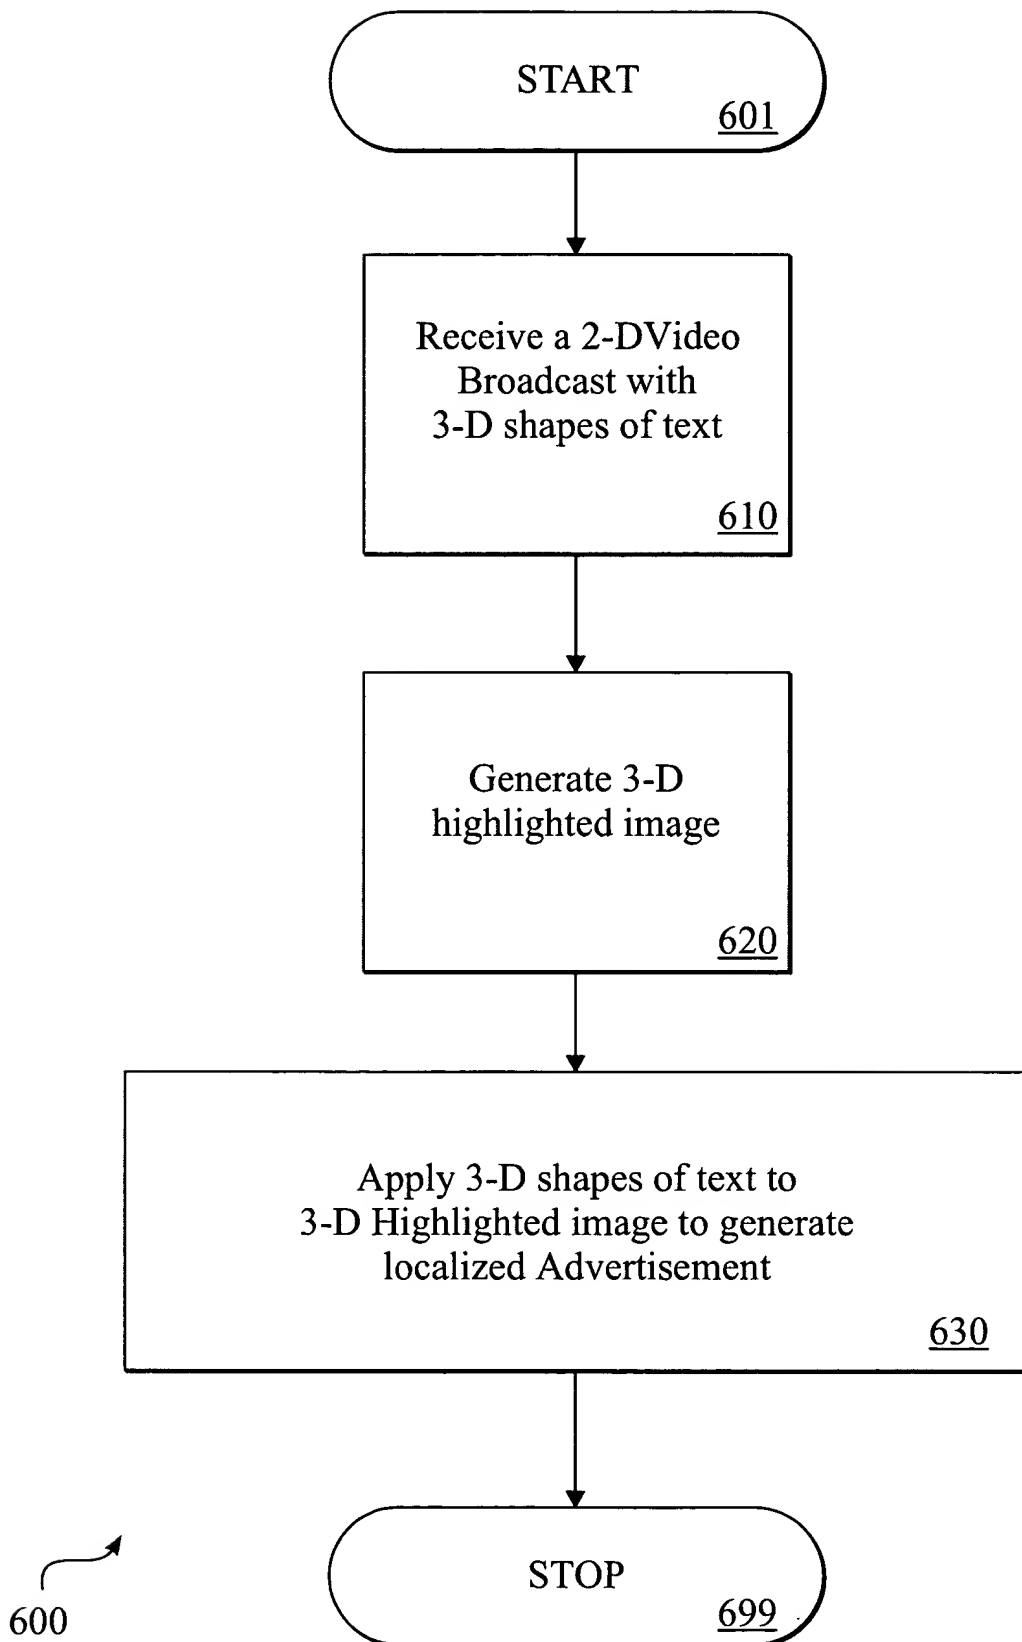 START
601
Receive a 2-DVideo
Broadcast with
3-D shapes of text
610
Generate 3-D
highlighted image
620
Apply 3-D shapes of text to
3-D Highlighted image to generate
localized Advertisement
630
STOP
699
600